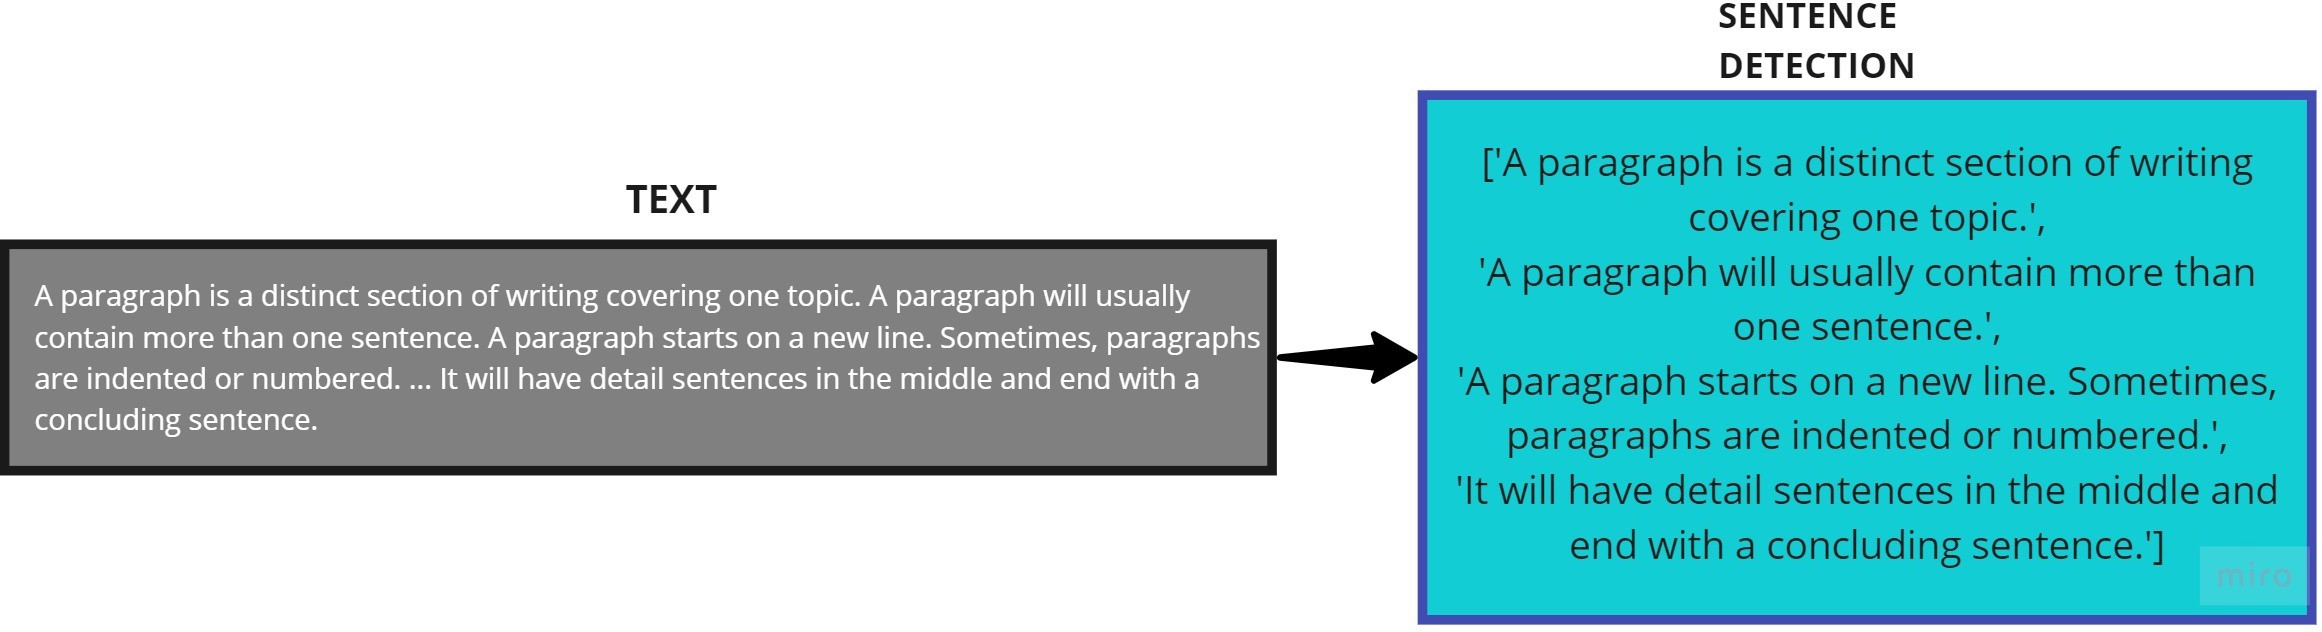 TEXT
A paragraph is a distinct section of writing covering one topic. A paragraph will usually
contain more than one sentence. A paragraph starts on a new line. Sometimes, paragraphs
are indented or numbered. ... It will have detail sentences in the middle and end with a
concluding sentence.
SENTENCE
DETECTION
['A paragraph is a distinct section of writing
covering one topic.',
'A paragraph will usually contain more than
one sentence.',
'A paragraph starts on a new line. Sometimes,
paragraphs are indented or numbered.',
'It will have detail sentences in the middle and
end with a concluding sentence.']
miro